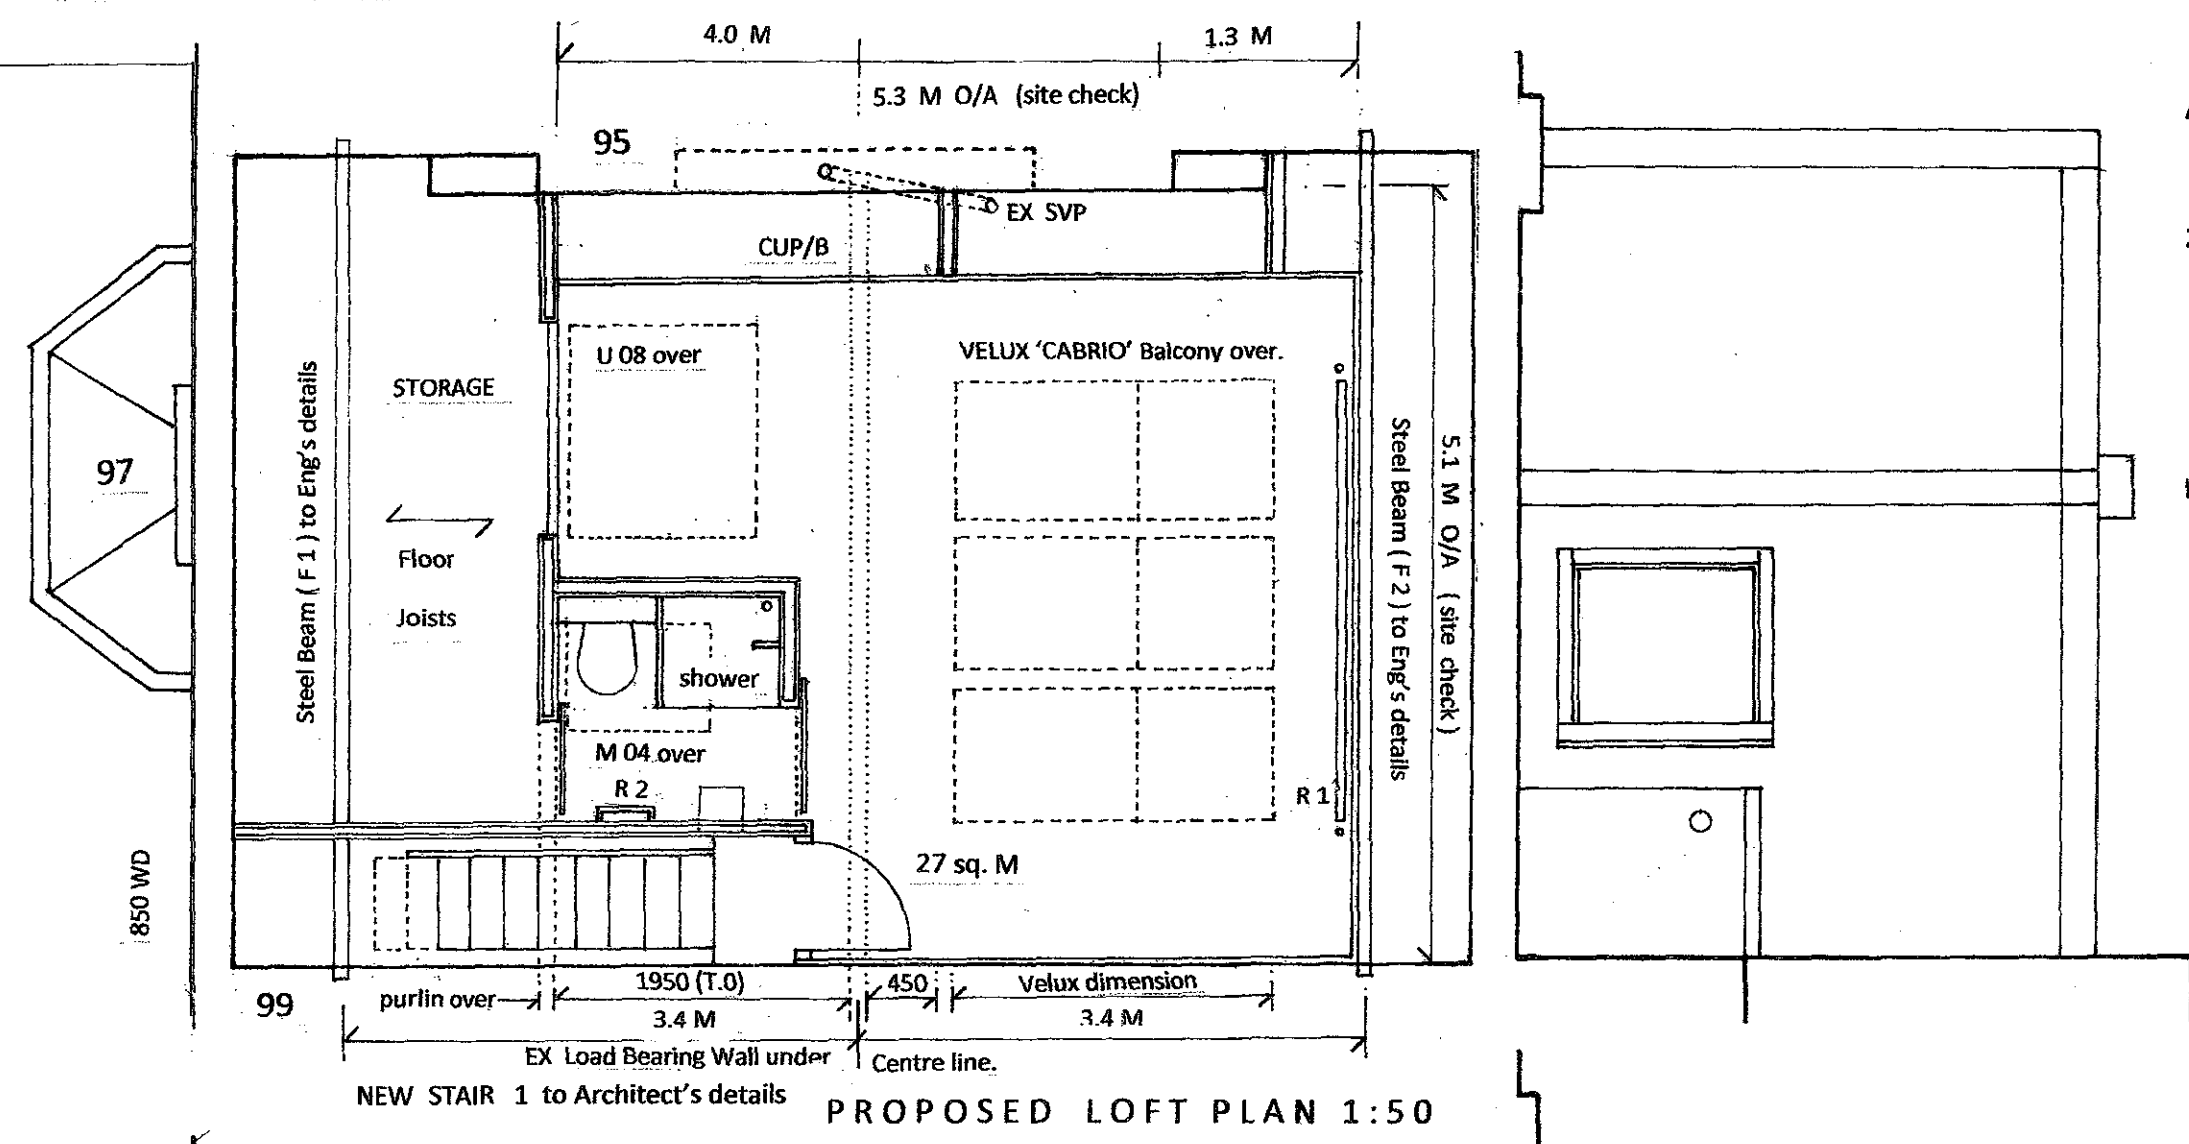 4.0 M
1.3 M
5.3 M O/A (site check)
95
EX SVP
CUP/B
U 08 over
VELUX 'CABRIO' Balcony over.
STORAGE
Steel Beam ( F 1 ) to Eng's details
97
Floor
Joists
Steel Beam ( F 2 ) to Eng's details
5.1 M O/A ( site check )
shower
M 04 over
R 2
R 1
27 sq. M
850 WD
99
purlin over
1950 (T.O)
450
Velux dimension
3.4 M
3.4 M
EX Load Bearing Wall under
Centre line.
NEW STAIR 1 to Architect's details
PROPOSED LOFT PLAN 1:50